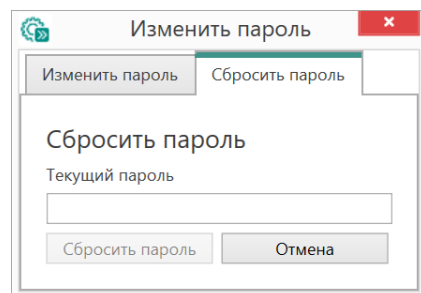 Изменить пароль
Изменить пароль Сбросить пароль
Сбросить пароль
Текущий пароль
Сбросить пароль Отмена